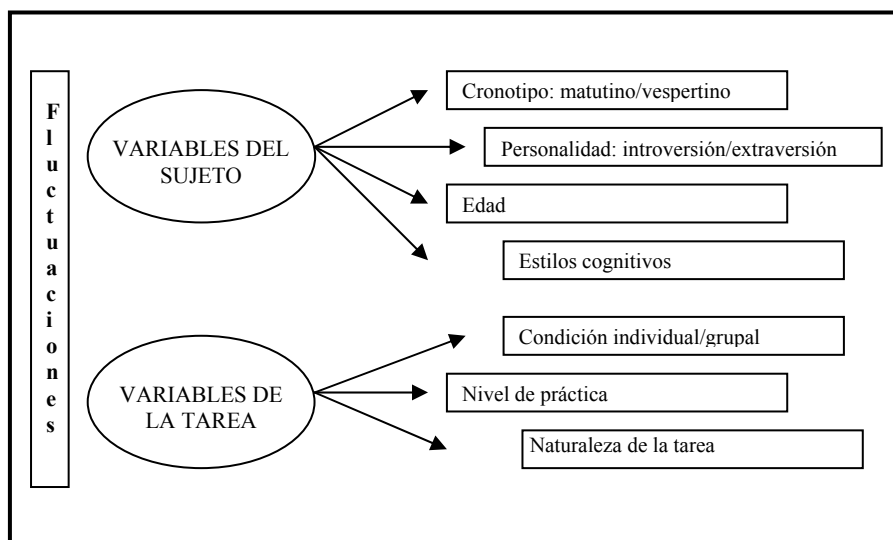 Fluctuaciones
VARIABLES DEL
SUJETO
Cronotipo: matutino/vespertino
Personalidad: introversión/extraversión
Edad
Estilos cognitivos
VARIABLES DE
LA TAREA
Condición individual/grupal
Nivel de práctica
Naturaleza de la tarea